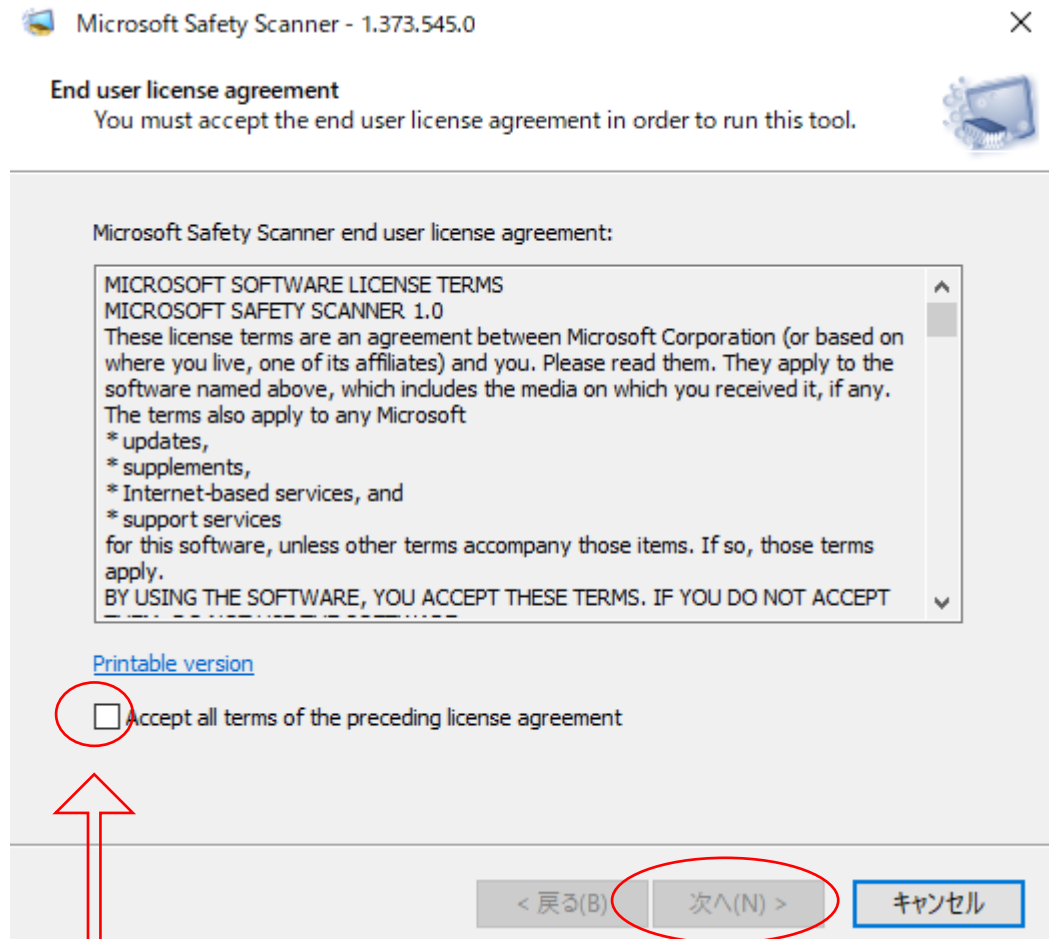 Microsoft Safety Scanner - 1.373.545.0
End user license agreement
You must accept the end user license agreement in order to run this tool.
Microsoft Safety Scanner end user license agreement:
MICROSOFT SOFTWARE LICENSE TERMS
MICROSOFT SAFETY SCANNER 1.0
These license terms are an agreement between Microsoft Corporation (or based on
where you live, one of its affiliates) and you. Please read them. They apply to the
software named above, which includes the media on which you received it, if any.
The terms also apply to any Microsoft
* updates,
* supplements,
* Internet-based services, and
* support services
for this software, unless other terms accompany those items. If so, those terms
apply.
BY USING THE SOFTWARE, YOU ACCEPT THESE TERMS. IF YOU DO NOT ACCEPT
Printable version
Accept all terms of the preceding license agreement
< 戻る(B) 次へ(N) > キャンセル